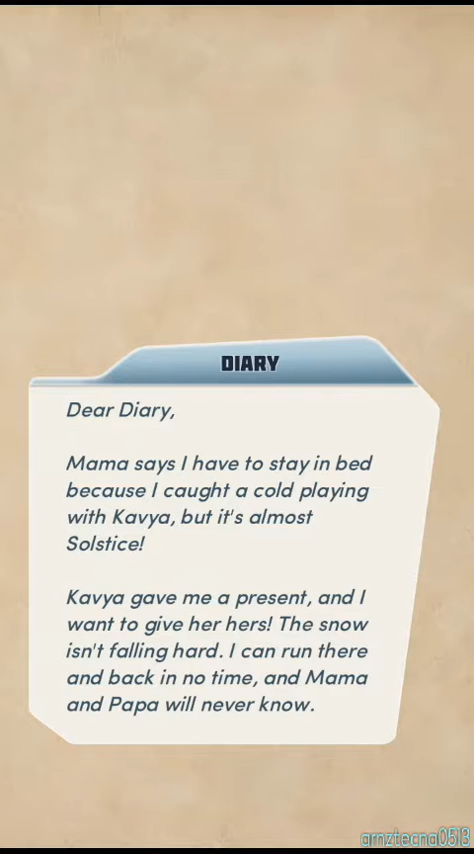 DIARY
Dear Diary,
Mama says I have to stay in bed
because I caught a cold playing
with Kavya, but it's almost
Solstice!
Kavya gave me a present, and I
want to give her hers! The snow
isn't falling hard. I can run there
and back in no time, and Mama
and Papa will never know.
arnztecna0513